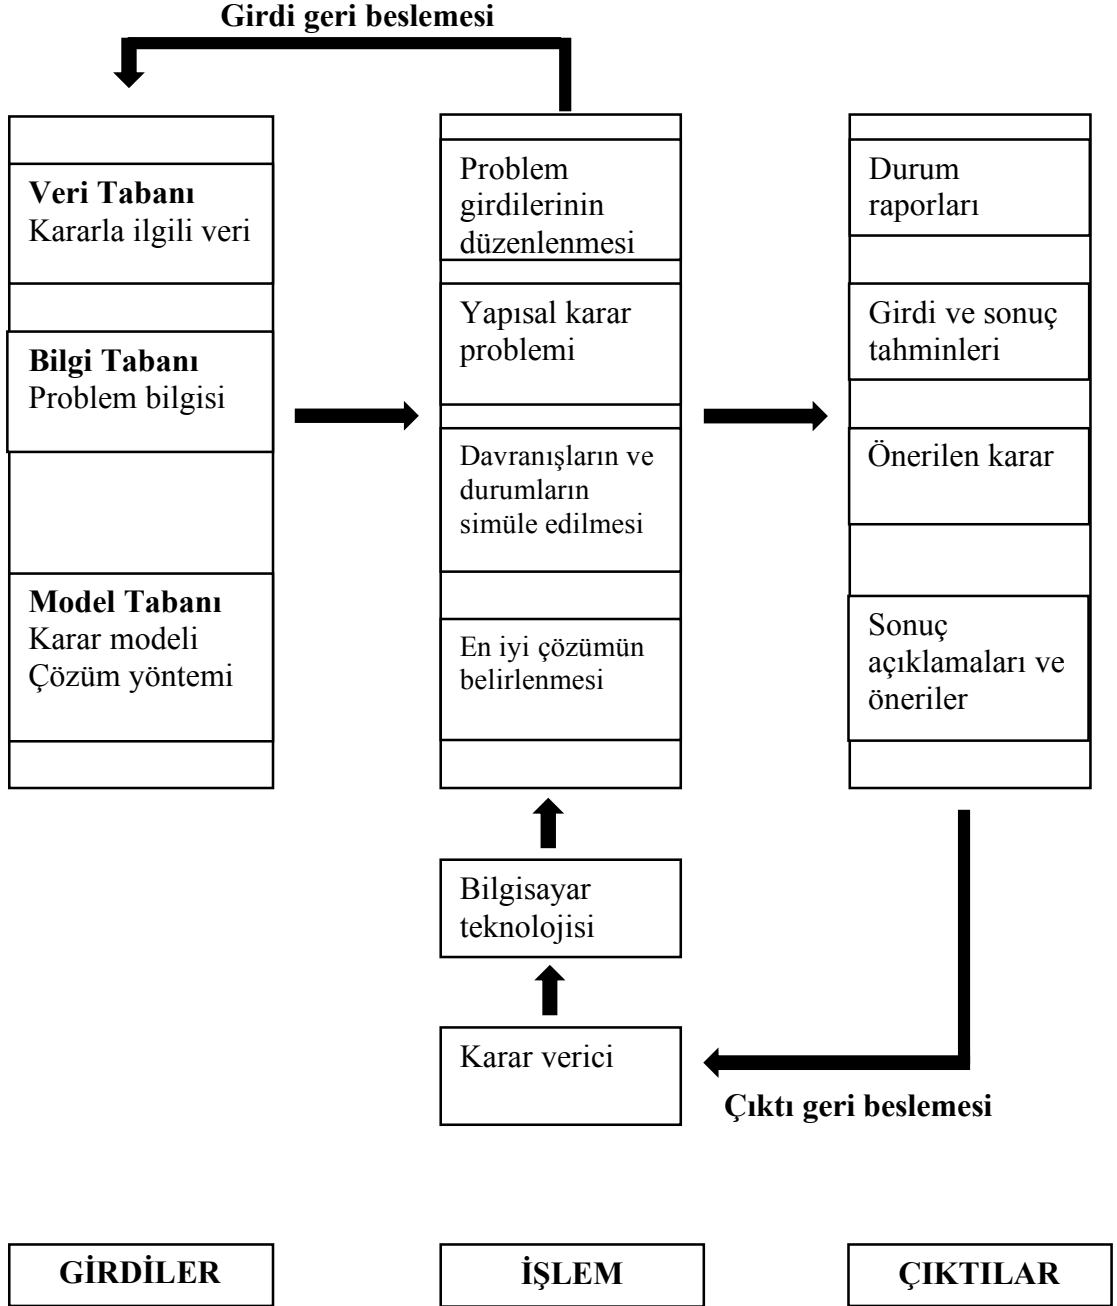 Girdi geri beslemesi
Veri Tabanı
Kararla ilgili veri
Bilgi Tabanı
Problem bilgisi
Model Tabanı
Karar modeli
Çözüm yöntemi
Problem
girdilerinin
düzenlenmesi
Yapısal karar
problemi
Davranışların ve
durumların
simüle edilmesi
En iyi çözümün
belirlenmesi
Durum
raporları
Girdi ve sonuç
tahminleri
Önerilen karar
Sonuç
açıklamaları ve
öneriler
Bilgisayar
teknolojisi
Karar verici
Çıktı geri beslemesi
GİRDİLER
İŞLEM
ÇIKTILAR